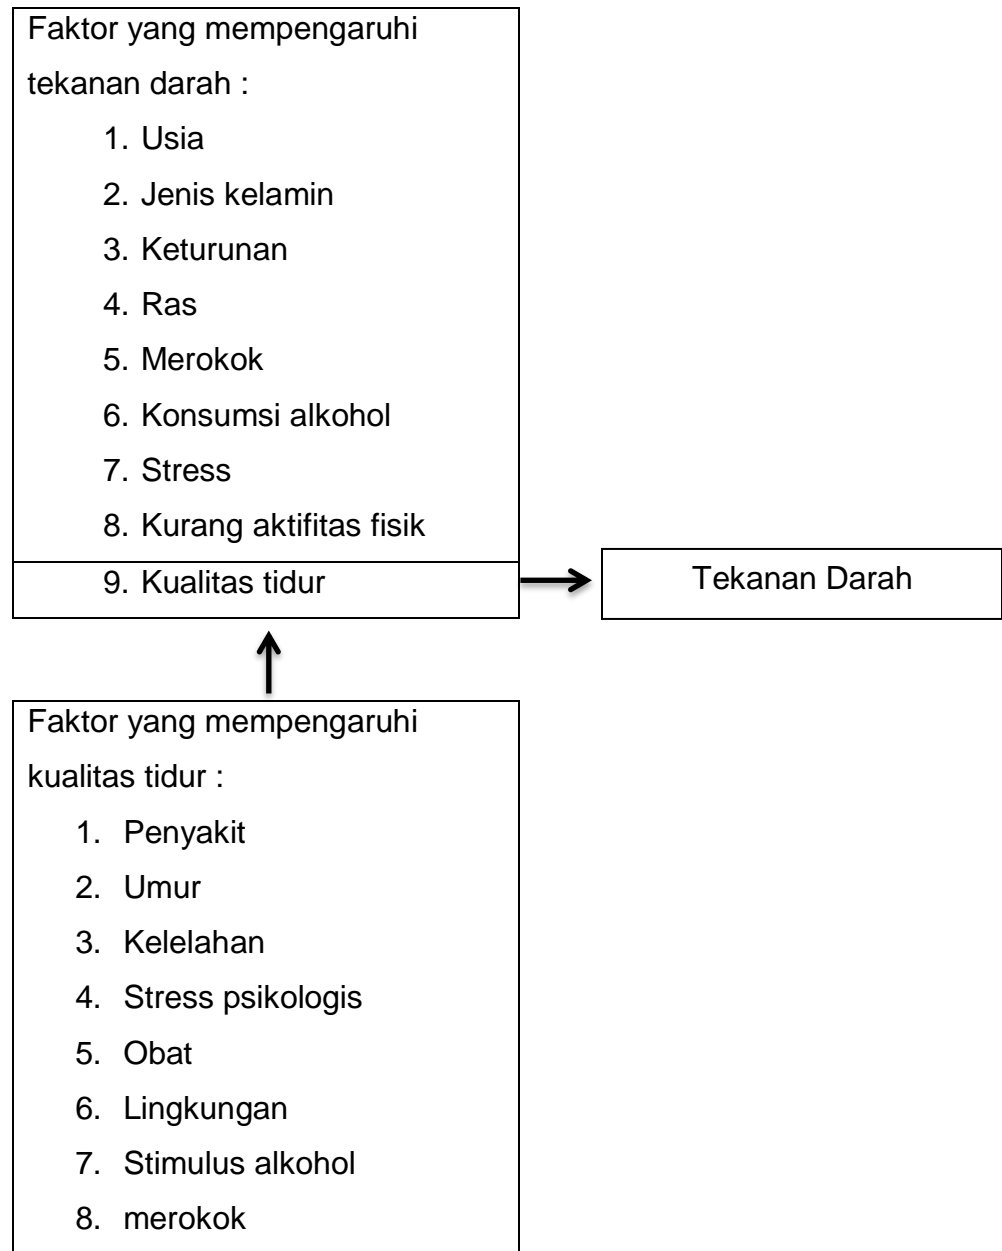 Faktor yang mempengaruhi
tekanan darah :
1. Usia
2. Jenis kelamin
3. Keturunan
4. Ras
5. Merokok
6. Konsumsi alkohol
7. Stress
8. Kurang aktifitas fisik
9. Kualitas tidur
Tekanan Darah
Faktor yang mempengaruhi
kualitas tidur :
1. Penyakit
2. Umur
3. Kelelahan
4. Stress psikologis
5. Obat
6. Lingkungan
7. Stimulus alkohol
8. merokok